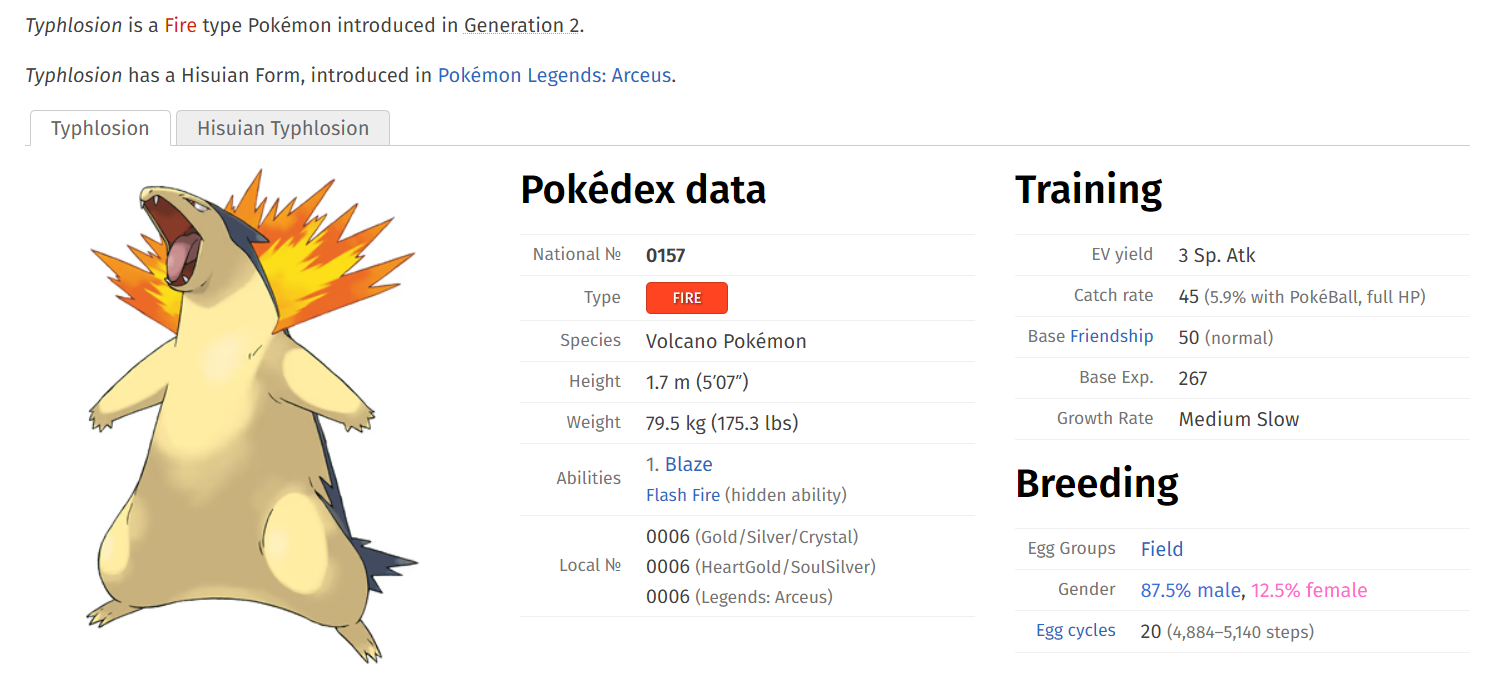 Typhlosion is a Fire type Pokémon introduced in Generation 2.
Typhlosion has a Hisuian Form, introduced in Pokémon Legends: Arceus.
Typhlosion
Hisuian Typhlosion
Pokédex data
National № 0157
Type FIRE
Species Volcano Pokémon
Height 1.7 m (5′07″)
Weight 79.5 kg (175.3 lbs)
Abilities 1. Blaze
Flash Fire (hidden ability)
Local № 0006 (Gold/Silver/Crystal)
0006 (HeartGold/SoulSilver)
0006 (Legends: Arceus)
Training
EV yield 3 Sp. Atk
Catch rate 45 (5.9% with PokéBall, full HP)
Base Friendship 50 (normal)
Base Exp. 267
Growth Rate Medium Slow
Breeding
Egg Groups Field
Gender 87.5% male, 12.5% female
Egg cycles 20 (4,884–5,140 steps)